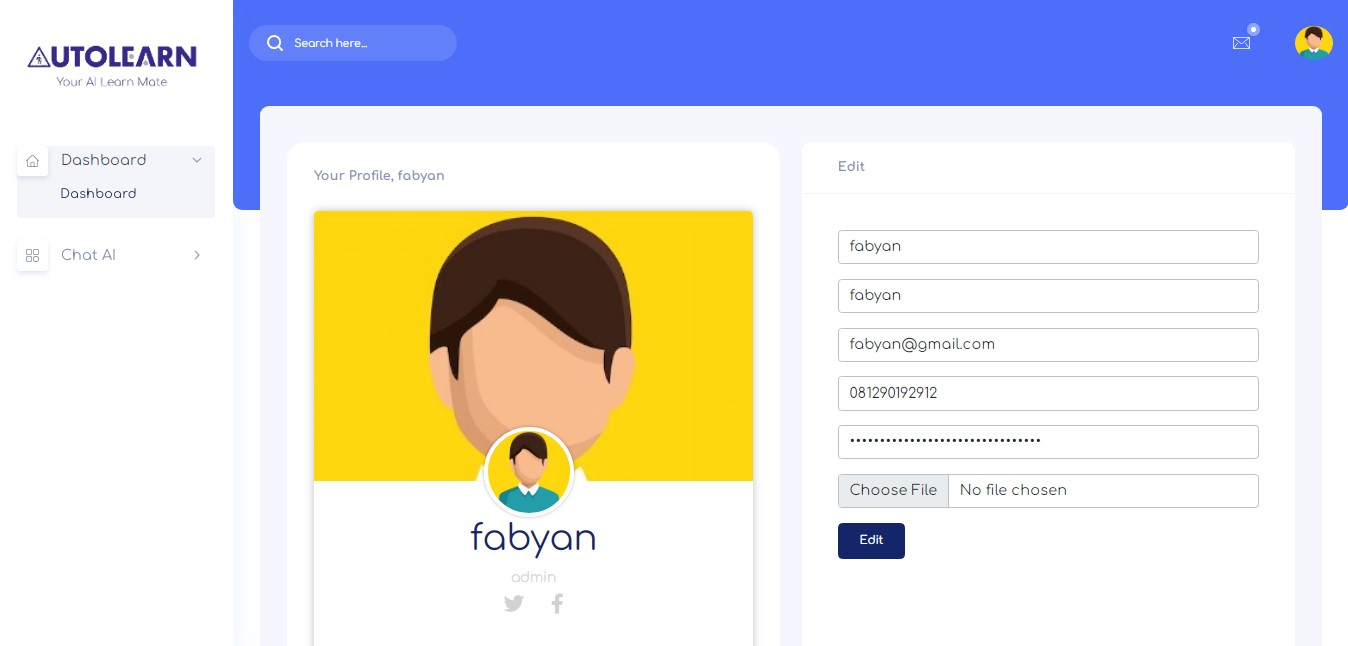 AUTOLEARN
Your AI Learn Mate
Search here...
Dashboard
Dashboard
Chat AI
Your Profile, fabyan
fabyan
admin
Edit
fabyan
fabyan
fabyan@gmail.com
081290192912
••••••••••••••••••••••••••••••••
Choose File No file chosen
Edit